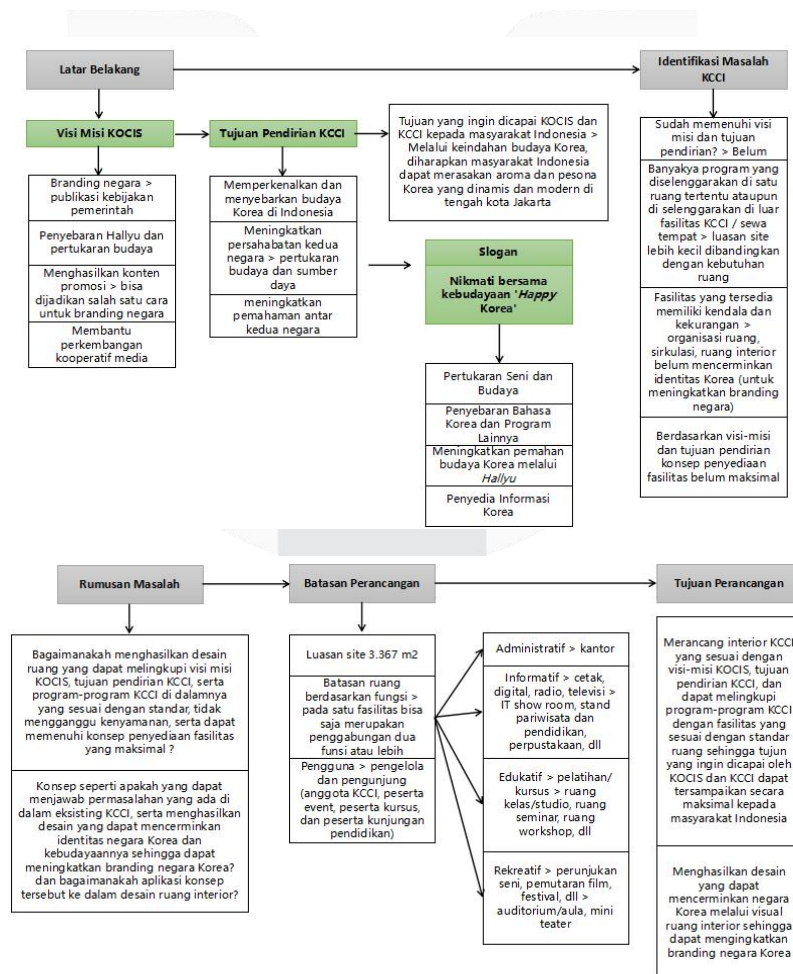 Latar Belakang
Identifikasi Masalah
KCCI
Visi Misi KOCIS
Tujuan Pendirian KCCI
Tujuan yang ingin dicapai KOCIS dan
KCCI kepada masyarakat Indonesia >
Melalui keindahan budaya Korea,
diharapkan masyarakat Indonesia
dapat merasakan aroma dan pesona
Korea yang dinamis dan modern di
tengah kota Jakarta
Branding negara >
publikasi kebijakan
pemerintah
Penyebaran Hallyu dan
pertukaran budaya
Menghasilkan konten
promosi > bisa
dijadikan salah satu cara
untuk branding negara
Membantu
perkembangan
kooperatif media
Memperkenalkan dan
menyebarkan budaya
Korea di Indonesia
Meningkatkan
persahabatan kedua
negara > pertukaran
budaya dan sumber
daya
meningkatkan
pemahaman antar
kedua negara
Slogan
Nikmati bersama
kebudayaan 'Happy
Korea'
Pertukaran Seni dan
Budaya
Penyebaran Bahasa
Korea dan Program
Lainnya
Meningkatkan pemahan
budaya Korea melalui
Hallyu
Penyedia Informasi
Korea
Sudah memenuhi visi
misi dan tujuan
pendirian? > Belum
Banyakya program yang
diselenggarakan di satu
ruang tertentu ataupun
di selenggarakan di luar
fasilitas KCCI / sewa
tempat > luasan site
lebih kecil dibandingkan
dengan kebutuhan
ruang
Fasilitas yang tersedia
memiliki kendala dan
kekurangan >
organisasi ruang,
sirkulasi, ruang interior
belum mencerminkan
identitas Korea (untuk
meningkatkan branding
negara)
Berdasarkan visi-misi
dan tujuan pendirian
konsep penyediaan
fasilitas belum maksimal
Rumusan Masalah
Batasan Perancangan
Tujuan Perancangan
Bagaimanakah menghasilkan desain
ruang yang dapat melingkupi visi misi
KOCIS, tujuan pendirian KCCI, serta
program-program KCCI di dalamnya
yang sesuai dengan standar, tidak
mengganggu kenyamanan, serta dapat
memenuhi konsep penyediaan fasilitas
yang maksimal ?
Konsep seperti apakah yang dapat
menjawab permasalahan yang ada di
dalam eksisting KCCI, serta menghasilkan
desain yang dapat mencerminkan
identitas negara Korea dan
kebudayaannya sehingga dapat
meningkatkan branding negara Korea?
dan bagaimanakah aplikasi konsep
tersebut ke dalam desain ruang interior?
Luasan site 3.367 m2
Batasan ruang
berdasarkan fungsi >
pada satu fasilitas bisa
saja merupakan
penggabungan dua
funsi atau lebih
Pengguna > pengelola
dan pengunjung
(anggota KCCI, peserta
event, peserta kursus,
dan peserta kunjungan
pendidikan)
Administratif > kantor
Informatif > cetak,
digital, radio, televisi >
IT show room, stand
pariwisata dan
pendidikan,
perpustakaan, dll
Edukatif > pelatihan/
kursus > ruang
kelas/studio, ruang
seminar, ruang
workshop, dll
Rekreatif > perunjukan
seni, pemutaran film,
festival, dll >
auditorium/aula, mini
teater
Merancang interior KCCI
yang sesuai dengan
visi-misi KOCIS, tujuan
pendirian KCCI, dan
dapat melingkupi
program-program KCCI
dengan fasilitas yang
sesuai dengan standar
ruang sehingga tujun
yang ingin dicapai oleh
KOCIS dan KCCI dapat
tersampaikan secara
maksimal kepada
masyarakat Indonesia
Menghasilkan desain
yang dapat
mencerminkan negara
Korea melalui visual
ruang interior sehingga
dapat mengingkatkan
branding negara Korea